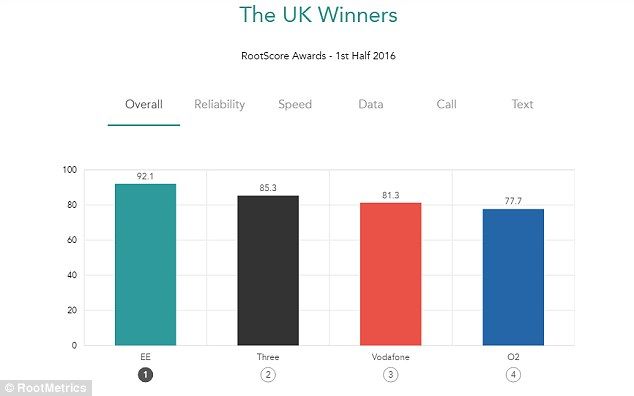 The UK Winners
RootScore Awards - 1st Half 2016
Overall Reliability Speed Data Call Text
100
80
60
40
20
0
92.1
85.3
81.3
77.7
EE Three Vodafone O2
1 2 3 4
© RootMetrics